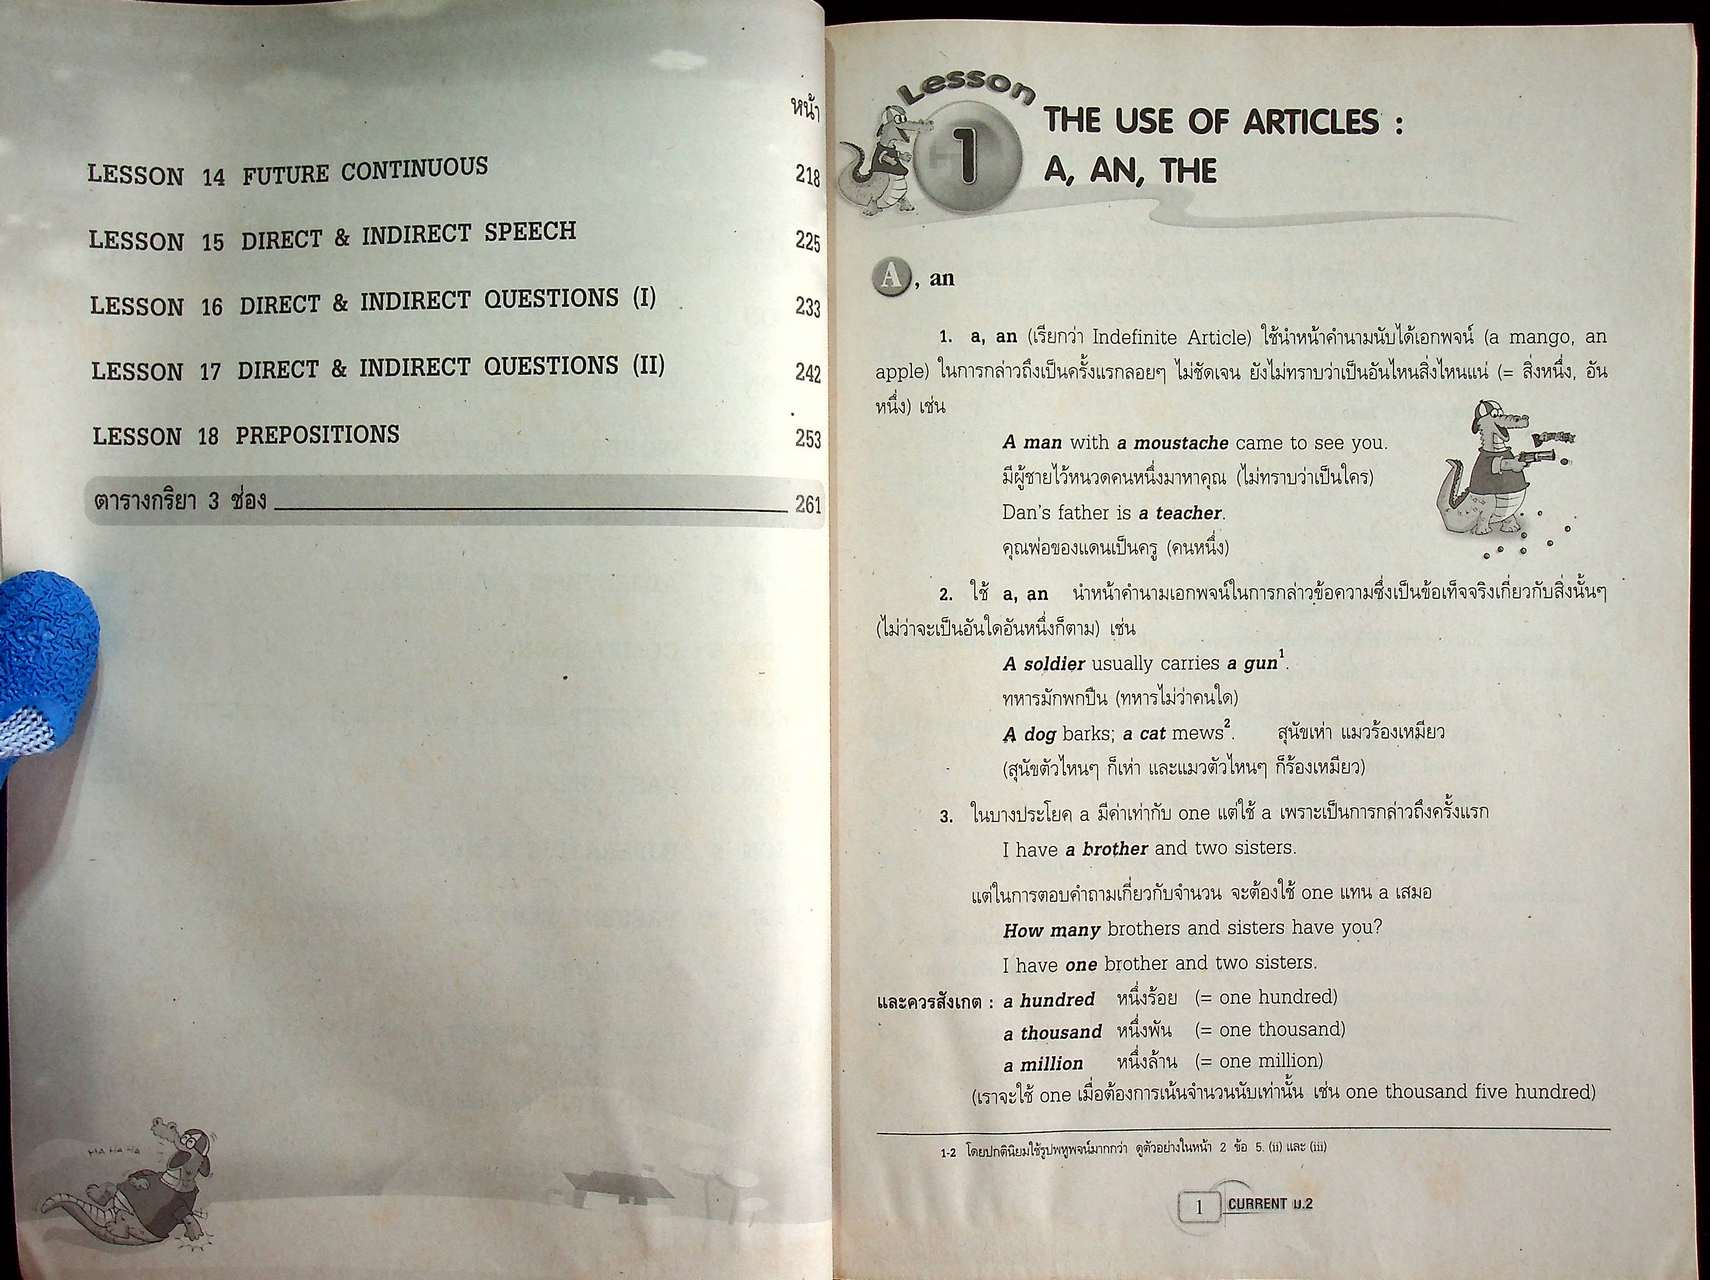 หน้า
LESSON 14 FUTURE CONTINUOUS 218
LESSON 15 DIRECT & INDIRECT SPEECH 225
LESSON 16 DIRECT & INDIRECT QUESTIONS (I) 233
LESSON 17 DIRECT & INDIRECT QUESTIONS (II) 242
LESSON 18 PREPOSITIONS 253
ตารางกริยา 3 ช่อง 261
HA HA HA
Lesson
1
THE USE OF ARTICLES :
A, AN, THE
A, an
1. a, an (เรียกว่า Indefinite Article) ใช้นำหน้าคำนามนับได้เอกพจน์ (a mango, an
apple) ในการกล่าวถึงเป็นครั้งแรกลอยๆ ไม่ชัดเจน ยังไม่ทราบว่าเป็นอันไหนสิ่งไหนแน่ (= สิ่งหนึ่ง, อัน
หนึ่ง) เช่น
A man with a moustache came to see you.
มีผู้ชายไว้หนวดคนหนึ่งมาหาคุณ (ไม่ทราบว่าเป็นใคร)
Dan's father is a teacher.
คุณพ่อของแดนเป็นครู (คนหนึ่ง)
2. ใช้ a, an นำหน้าคำนามเอกพจน์ในการกล่าวข้อความซึ่งเป็นข้อเท็จจริงเกี่ยวกับสิ่งนั้นๆ
(ไม่ว่าจะเป็นอันใดอันหนึ่งก็ตาม) เช่น
A soldier usually carries a gun¹.
ทหารมักพกปืน (ทหารไม่ว่าคนใด)
A dog barks; a cat mews². สุนัขเห่า แมวร้องเหมียว
(สุนัขตัวไหนๆ ก็เห่า และแมวตัวไหนๆ ก็ร้องเหมียว)
3. ในบางประโยค a มีค่าเท่ากับ one แต่ใช้ a เพราะเป็นการกล่าวถึงครั้งแรก
I have a brother and two sisters.
แต่ในการตอบคำถามเกี่ยวกับจำนวน จะต้องใช้ one แทน a เสมอ
How many brothers and sisters have you?
I have one brother and two sisters.
และควรสังเกต : a hundred หนึ่งร้อย (= one hundred)
a thousand หนึ่งพัน (= one thousand)
a million หนึ่งล้าน (= one million)
(เราจะใช้ one เมื่อต้องการเน้นจำนวนนับเท่านั้น เช่น one thousand five hundred)
1-2 โดยปกตินิยมใช้รูปพหูพจน์มากกว่า ดูตัวอย่างในหน้า 2 ข้อ 5. (ii) และ (iii)
1 CURRENT ม.2